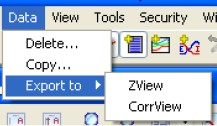 Data View Tools Security
Delete...
Copy...
Export to
ZView
CorrView